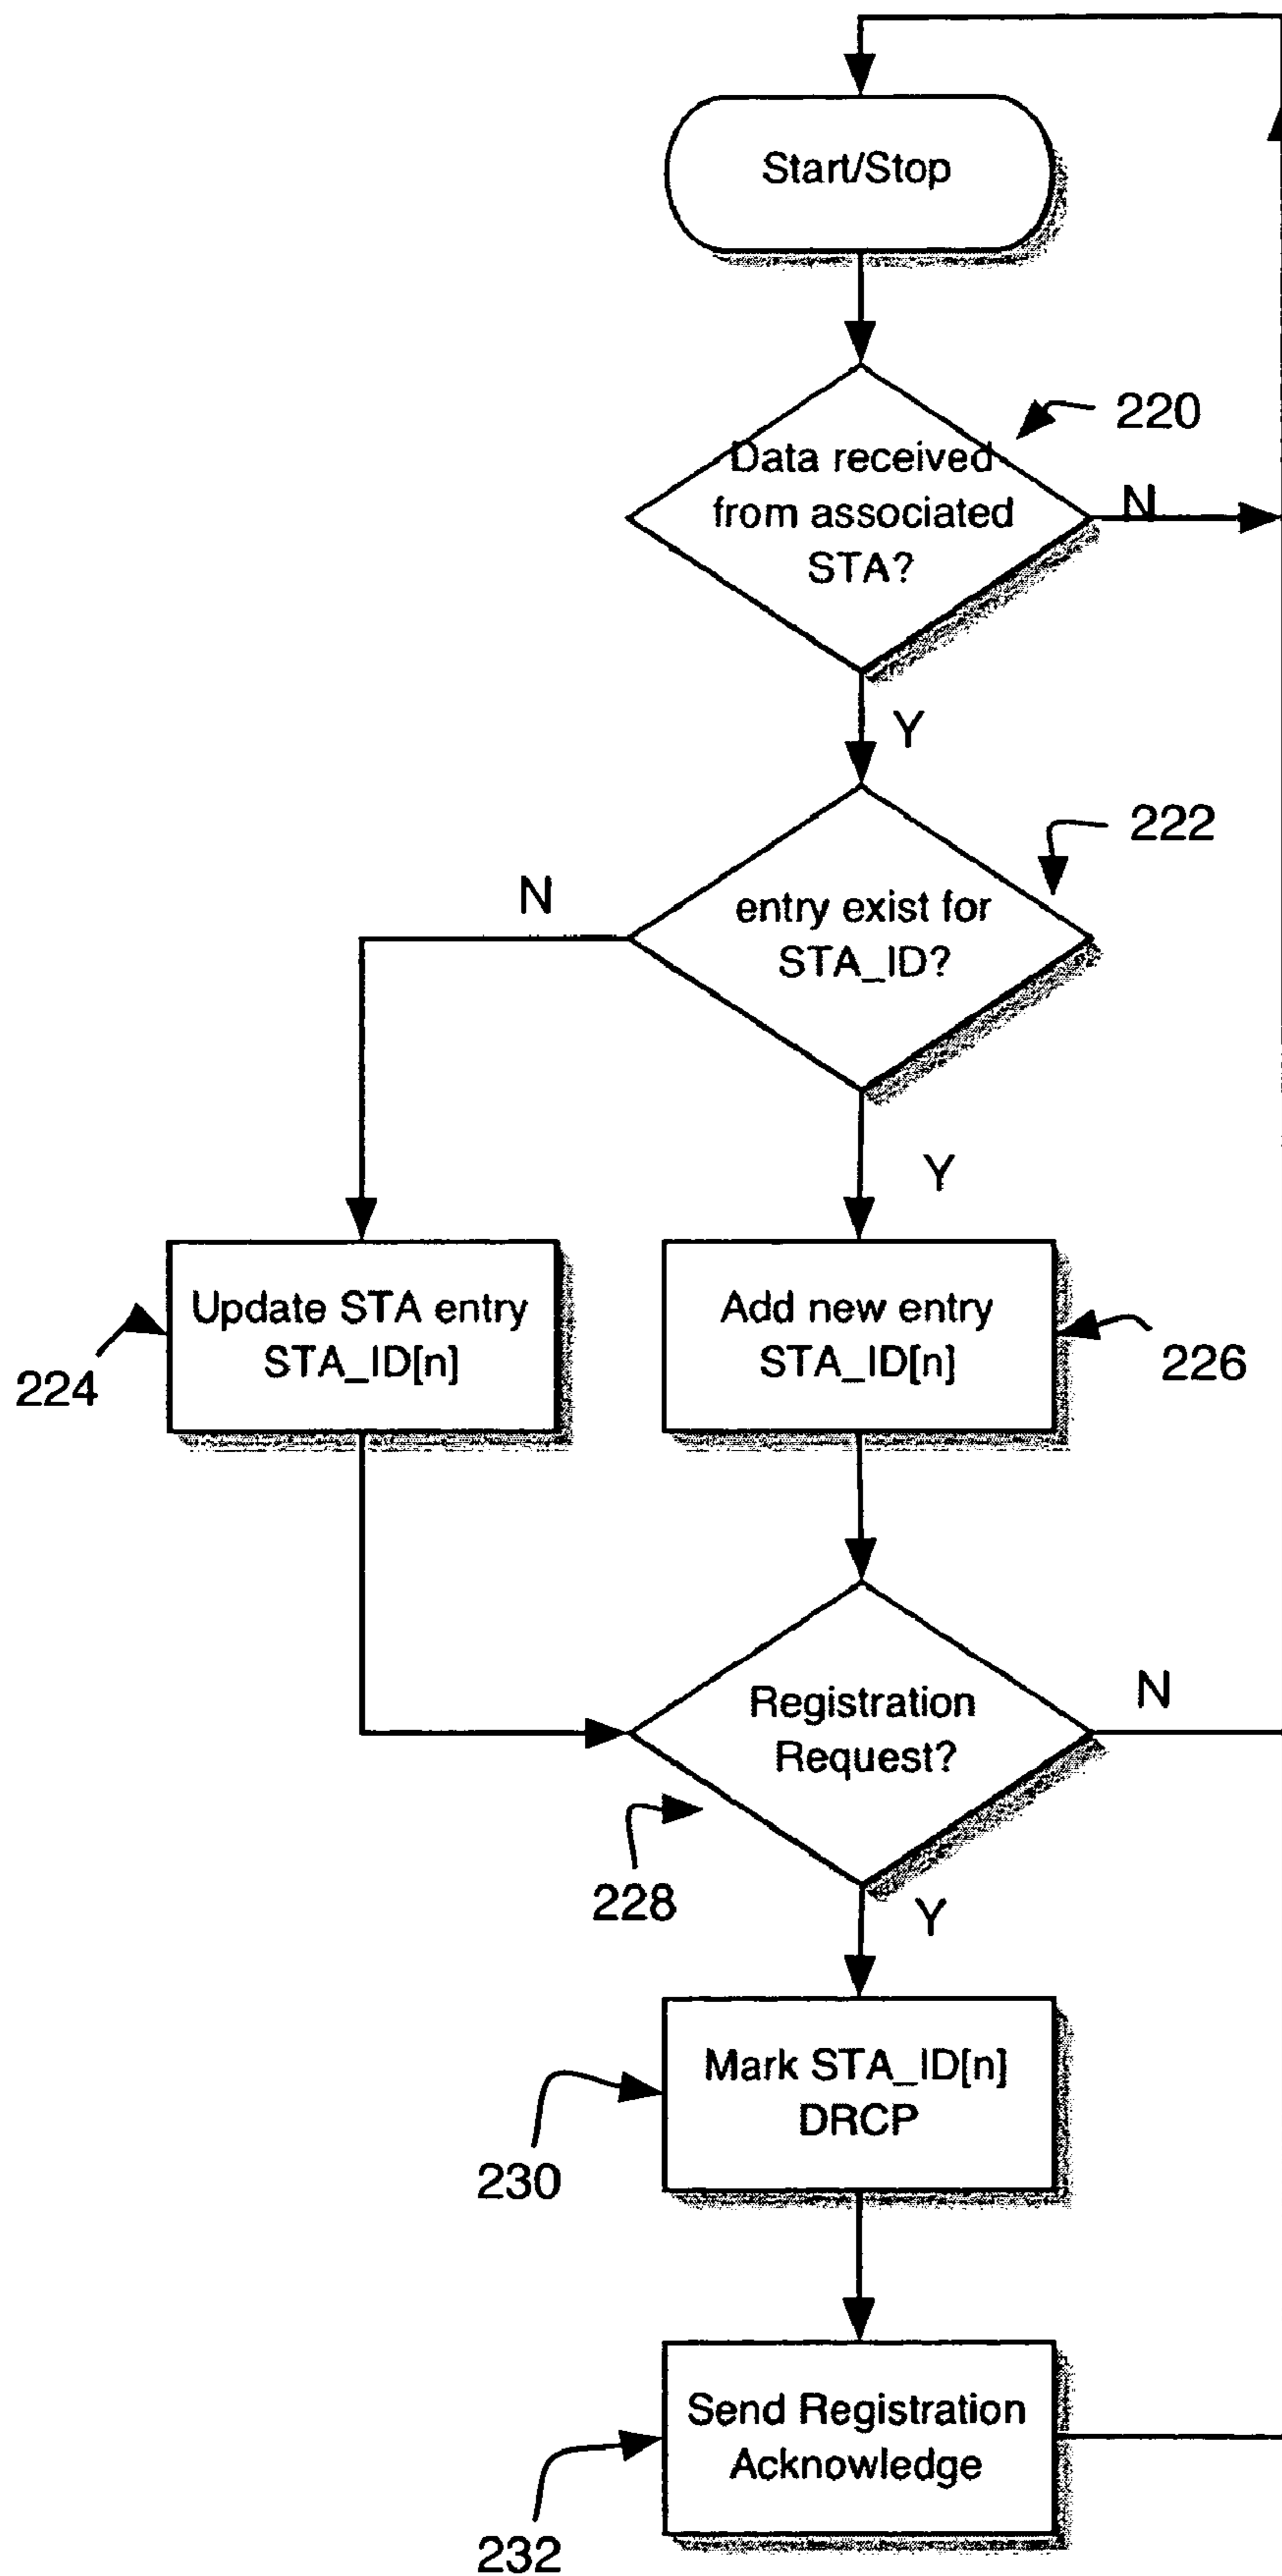 Start/Stop
220
Data received
from associated
STA?
N
Y
222
entry exist for
STA_ID?
N
Y
Update STA entry
STA_ID[n]
224
Add new entry
STA_ID[n]
226
Registration
Request?
N
228
Y
Mark STA_ID[n]
DRCP
230
Send Registration
Acknowledge
232